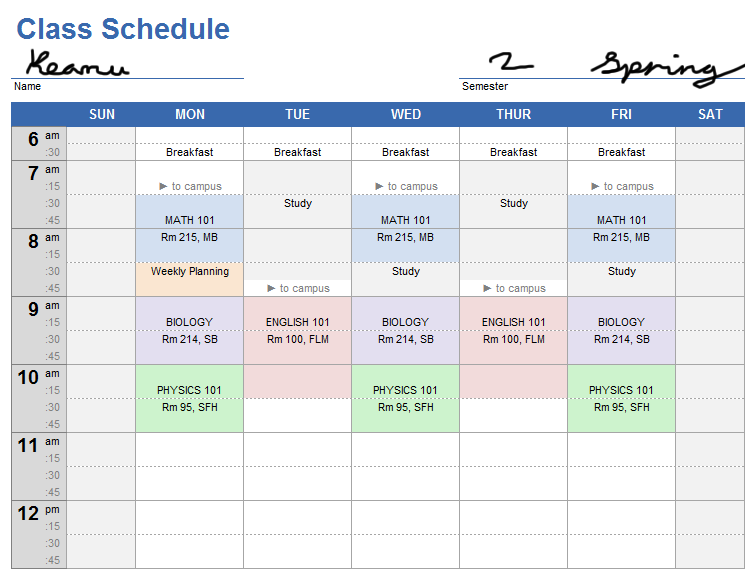 Class Schedule
Keanu 2 Spring
Name Semester
SUN MON TUE WED THUR FRI SAT
6 am
:30 Breakfast Breakfast Breakfast Breakfast Breakfast
7 am
:15 ► to campus ► to campus ► to campus
:30 Study Study
:45 MATH 101 MATH 101 MATH 101
8 am Rm 215, MB Rm 215, MB Rm 215, MB
:15
:30 Weekly Planning Study Study
:45 ► to campus ► to campus
9 am
:15 BIOLOGY ENGLISH 101 BIOLOGY ENGLISH 101 BIOLOGY
:30 Rm 214, SB Rm 100, FLM Rm 214, SB Rm 100, FLM Rm 214, SB
:45
10 am
:15 PHYSICS 101 PHYSICS 101 PHYSICS 101
:30 Rm 95, SFH Rm 95, SFH Rm 95, SFH
:45
11 am
:15
:30
:45
12 pm
:15
:30
:45